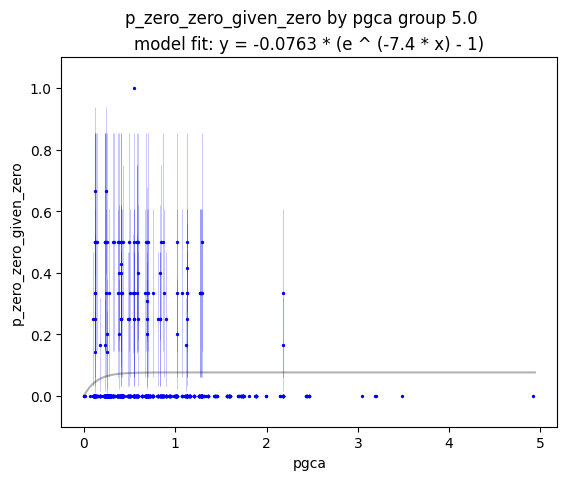 p_zero_zero_given_zero by pgca group 5.0
model fit: y = -0.0763 * (e ^ (-7.4 * x) - 1)
1.0
0.8
0.6
0.4
0.2
0.0
p_zero_zero_given_zero
0 1 2 3 4 5
pgca